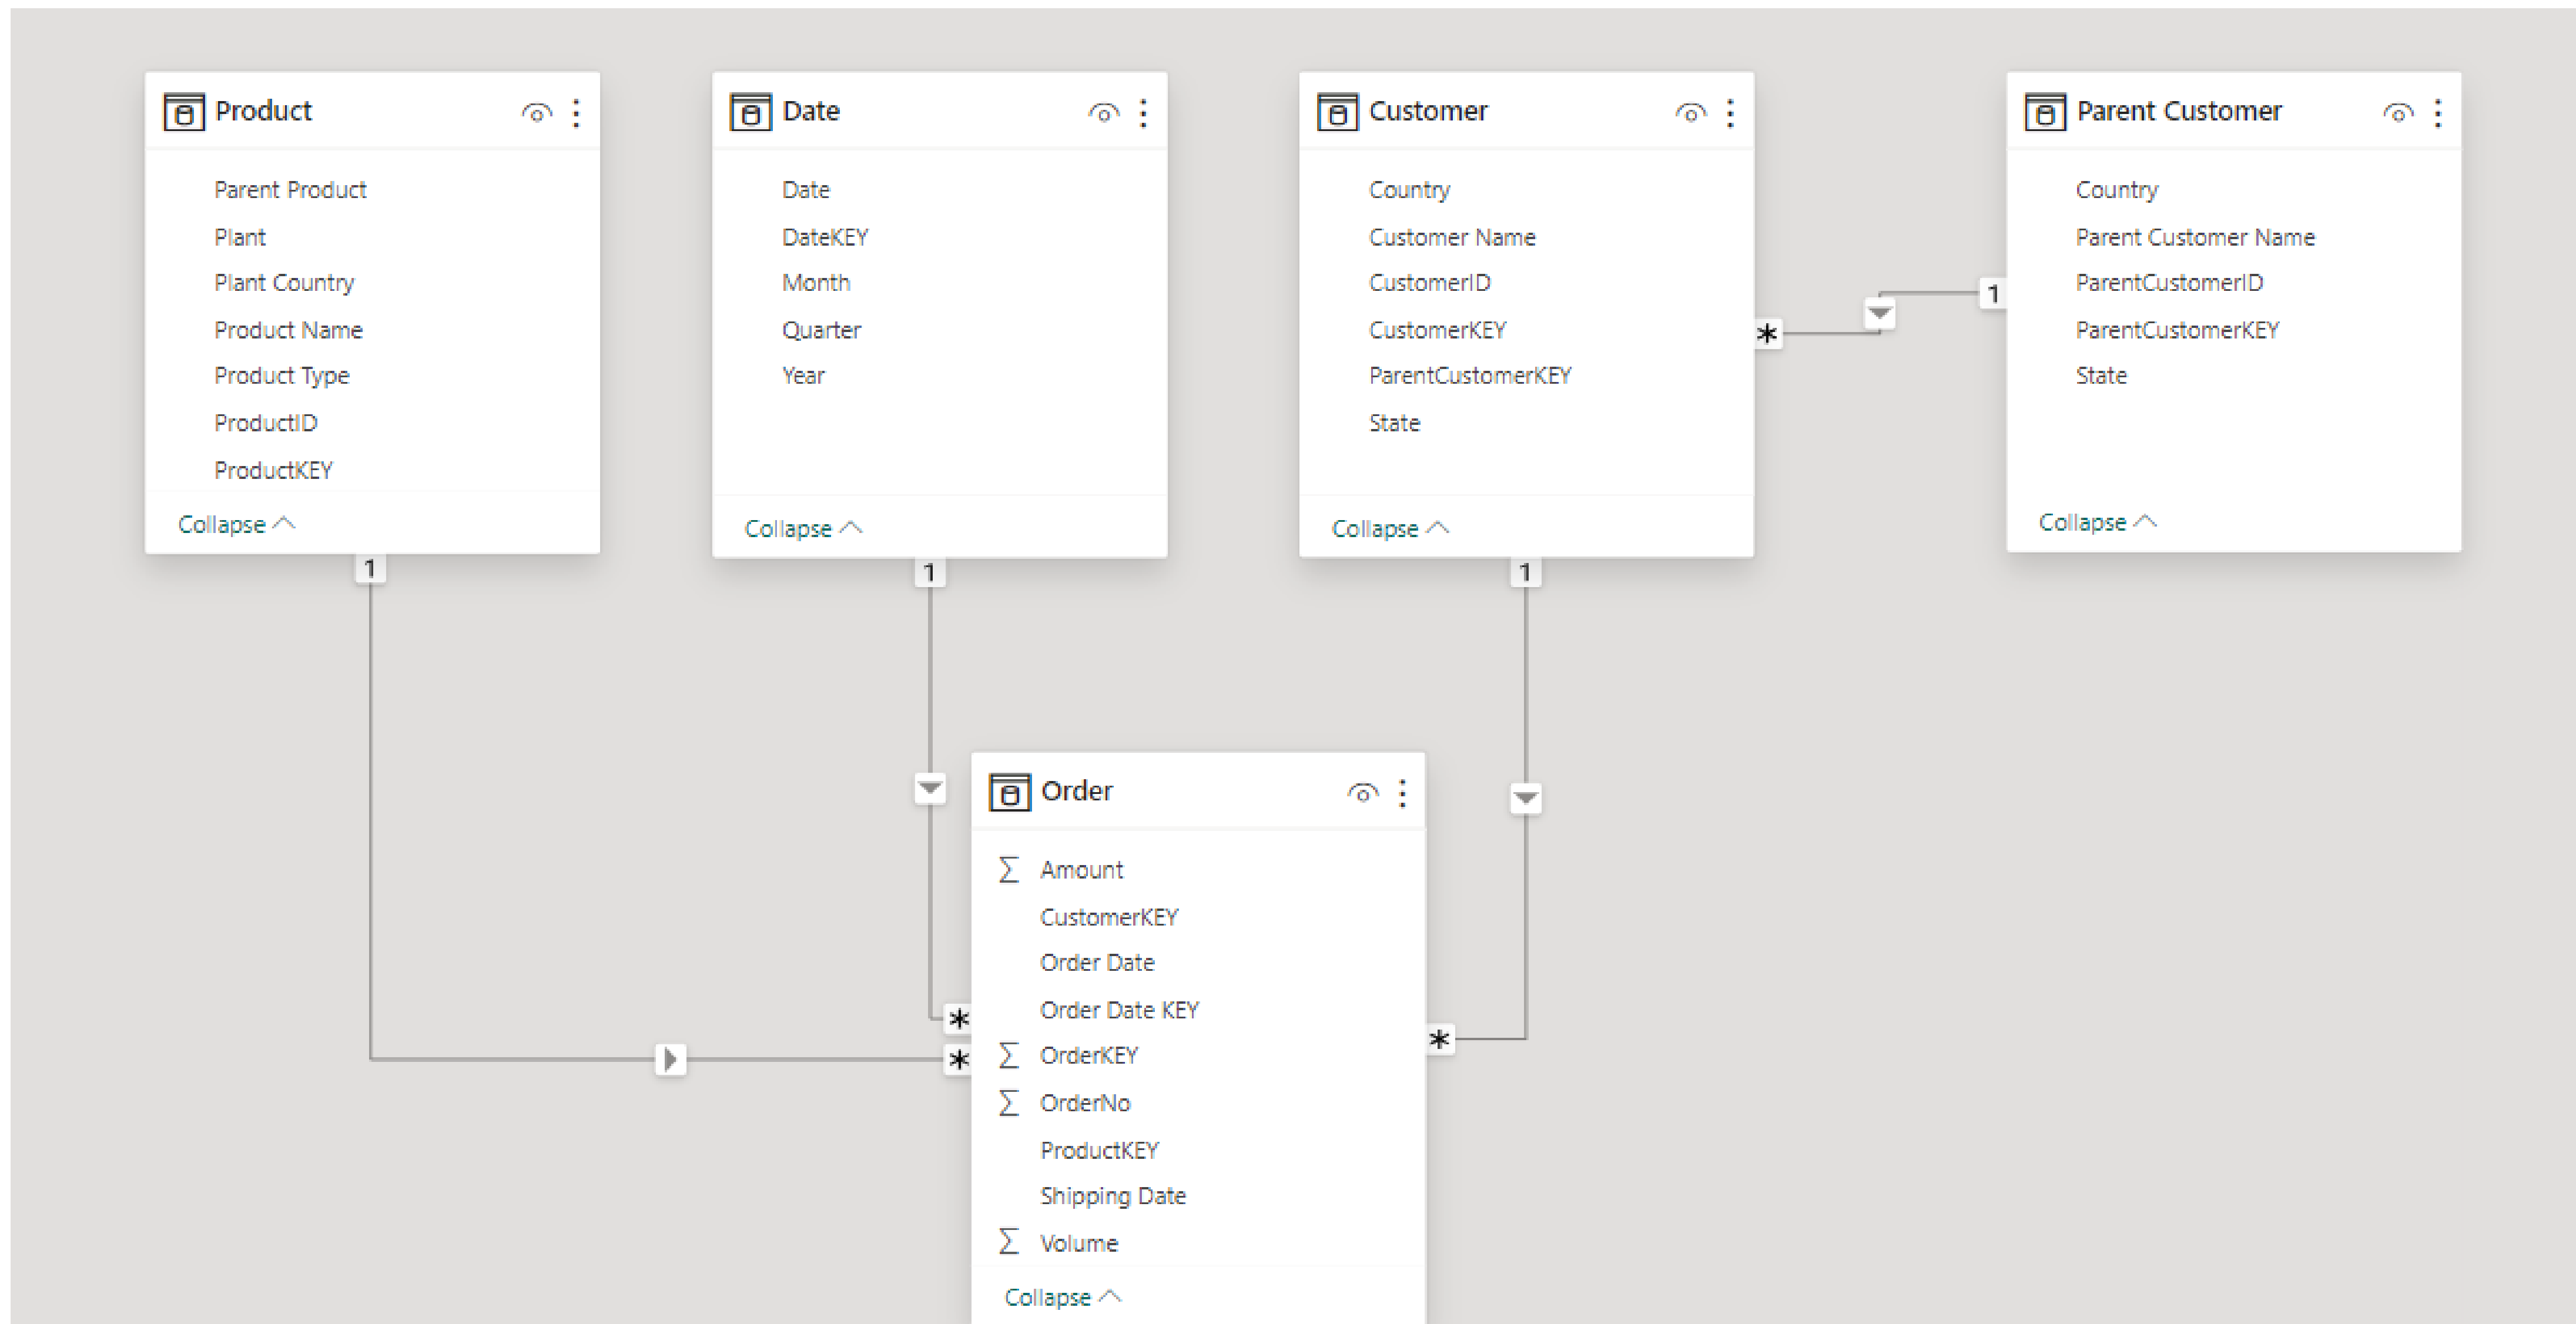 Product
Parent Product
Plant
Plant Country
Product Name
Product Type
ProductID
ProductKEY
Collapse
1
Date
Date
DateKEY
Month
Quarter
Year
Collapse
1
Customer
Country
Customer Name
CustomerID
CustomerKEY
ParentCustomerKEY
State
Collapse
1
*
1
Parent Customer
Country
Parent Customer Name
ParentCustomerID
ParentCustomerKEY
State
Collapse
*
*
*
Order
Σ Amount
CustomerKEY
Order Date
Order Date KEY
Σ OrderKEY
Σ OrderNo
ProductKEY
Shipping Date
Σ Volume
Collapse